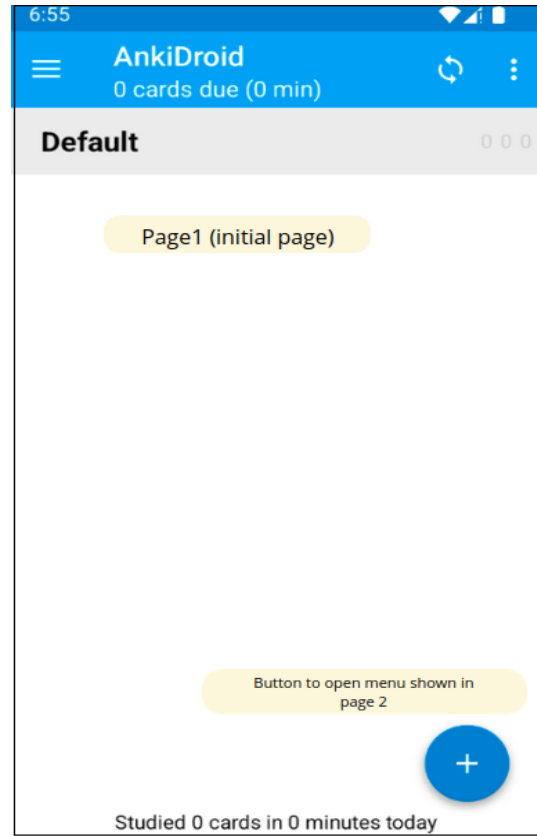 6:55
AnkiDroid
0 cards due (0 min)
Default
0 0 0
Page1 (initial page)
Button to open menu shown in
page 2
+
Studied 0 cards in 0 minutes today